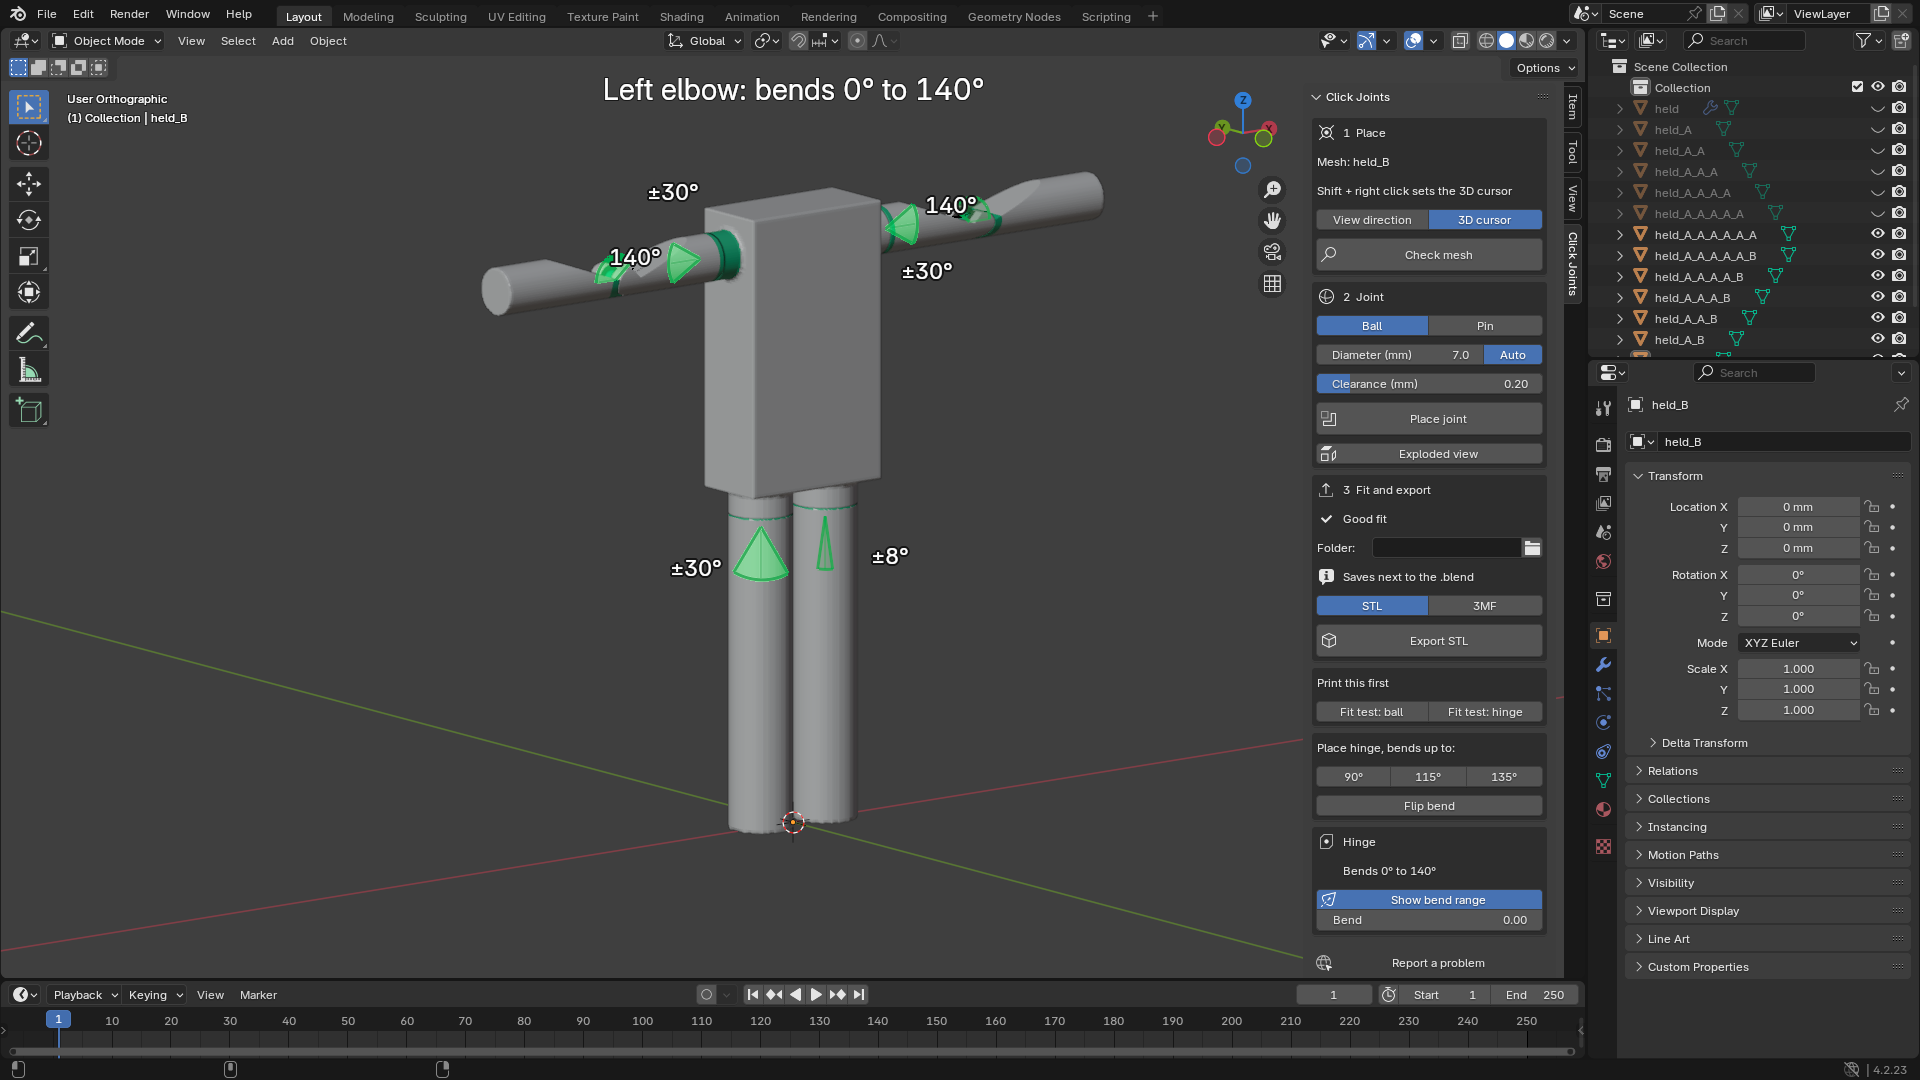 File Edit Render Window Help
Layout Modeling Sculpting UV Editing Texture Paint Shading Animation Rendering Compositing Geometry Nodes Scripting
Scene
ViewLayer
Object Mode View Select Add Object
Global
Options
User Orthographic
(1) Collection | held_B
Left elbow: bends 0° to 140°
Z
Y
X
±30°
140°
140°
±30°
±30°
±8°
Item
Tool
View
Click Joints
Click Joints
1 Place
Mesh: held_B
Shift + right click sets the 3D cursor
View direction 3D cursor
Check mesh
2 Joint
Ball Pin
Diameter (mm) 7.0 Auto
Clearance (mm) 0.20
Place joint
Exploded view
3 Fit and export
Good fit
Folder:
Saves next to the .blend
STL 3MF
Export STL
Print this first
Fit test: ball Fit test: hinge
Place hinge, bends up to:
90° 115° 135°
Flip bend
Hinge
Bends 0° to 140°
Show bend range
Bend 0.00
Report a problem
Search
Scene Collection
Collection
held
held_A
held_A_A
held_A_A_A
held_A_A_A_A
held_A_A_A_A_A
held_A_A_A_A_A_A
held_A_A_A_A_A_B
held_A_A_A_A_B
held_A_A_A_B
held_A_A_B
held_A_B
Search
held_B
held_B
Transform
Location X 0 mm
Y 0 mm
Z 0 mm
Rotation X 0°
Y 0°
Z 0°
Mode XYZ Euler
Scale X 1.000
Y 1.000
Z 1.000
Delta Transform
Relations
Collections
Instancing
Motion Paths
Visibility
Viewport Display
Line Art
Custom Properties
Playback Keying View Marker
1 Start 1 End 250
1 10 20 30 40 50 60 70 80 90 100 110 120 130 140 150 160 170 180 190 200 210 220 230 240 250
4.2.23